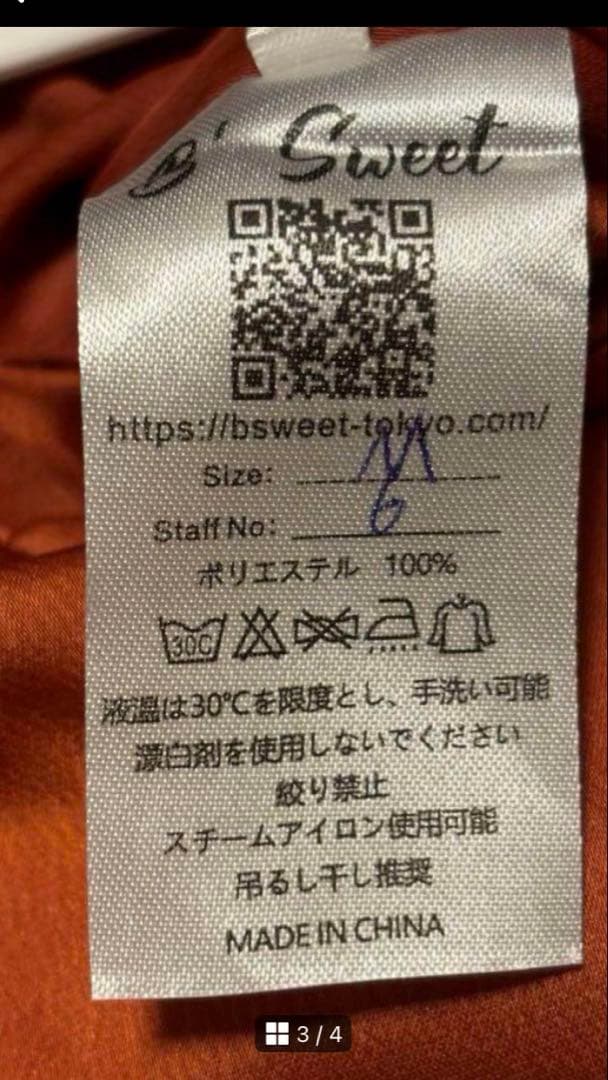 B' Sweet
https://bsweet-tokyo.com/
Size: M
Staff No: 6
ポリエステル 100%
30C
液温は30℃を限度とし、手洗い可能
漂白剤を使用しないでください
絞り禁止
スチームアイロン使用可能
吊るし干し推奨
MADE IN CHINA
3 / 4